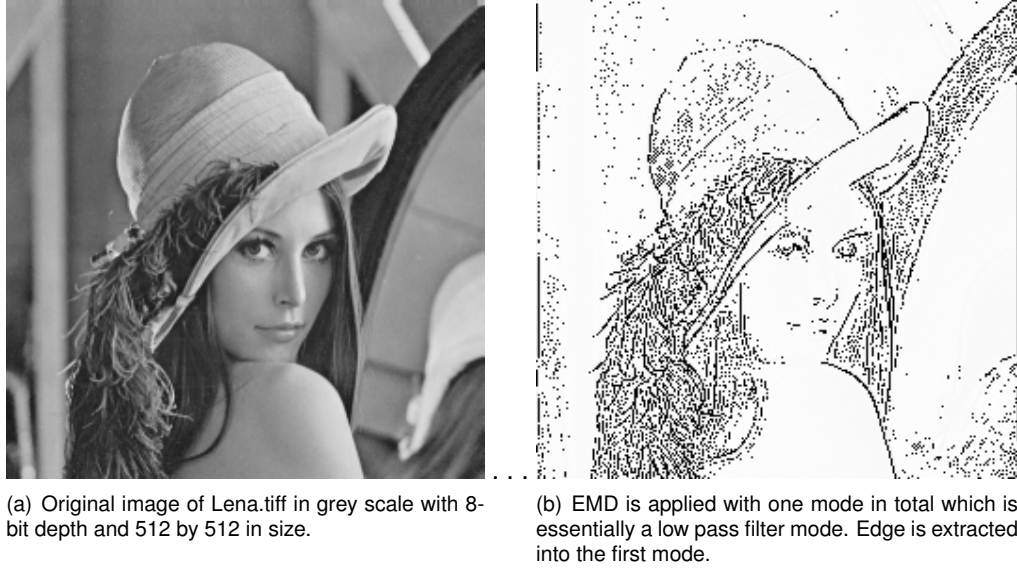 (a) Original image of Lena.tiff in grey scale with 8-
bit depth and 512 by 512 in size.
...
(b) EMD is applied with one mode in total which is
essentially a low pass filter mode. Edge is extracted
into the first mode.